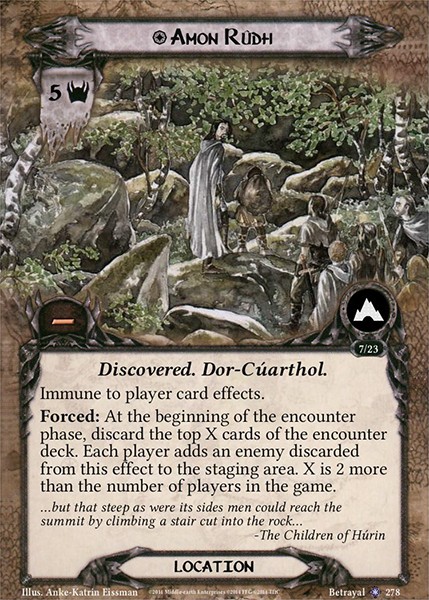 AMON RÛDH
5
–
7/23
Discovered. Dor-Cúarthol.
Immune to player card effects.
Forced: At the beginning of the encounter
phase, discard the top X cards of the encounter
deck. Each player adds an enemy discarded
from this effect to the staging area. X is 2 more
than the number of players in the game.
...but that steep as were its sides men could reach the
summit by climbing a stair cut into the rock...
-The Children of Húrin
LOCATION
Illus. Anke-Katrin Eissman
Middle-earth Enterprises
Betrayal 278